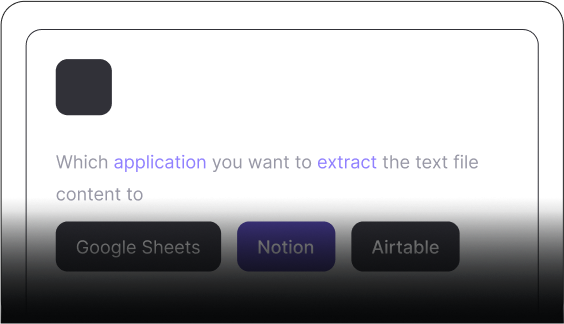 Which application you want to extract the text file
content to
Google Sheets Notion Airtable